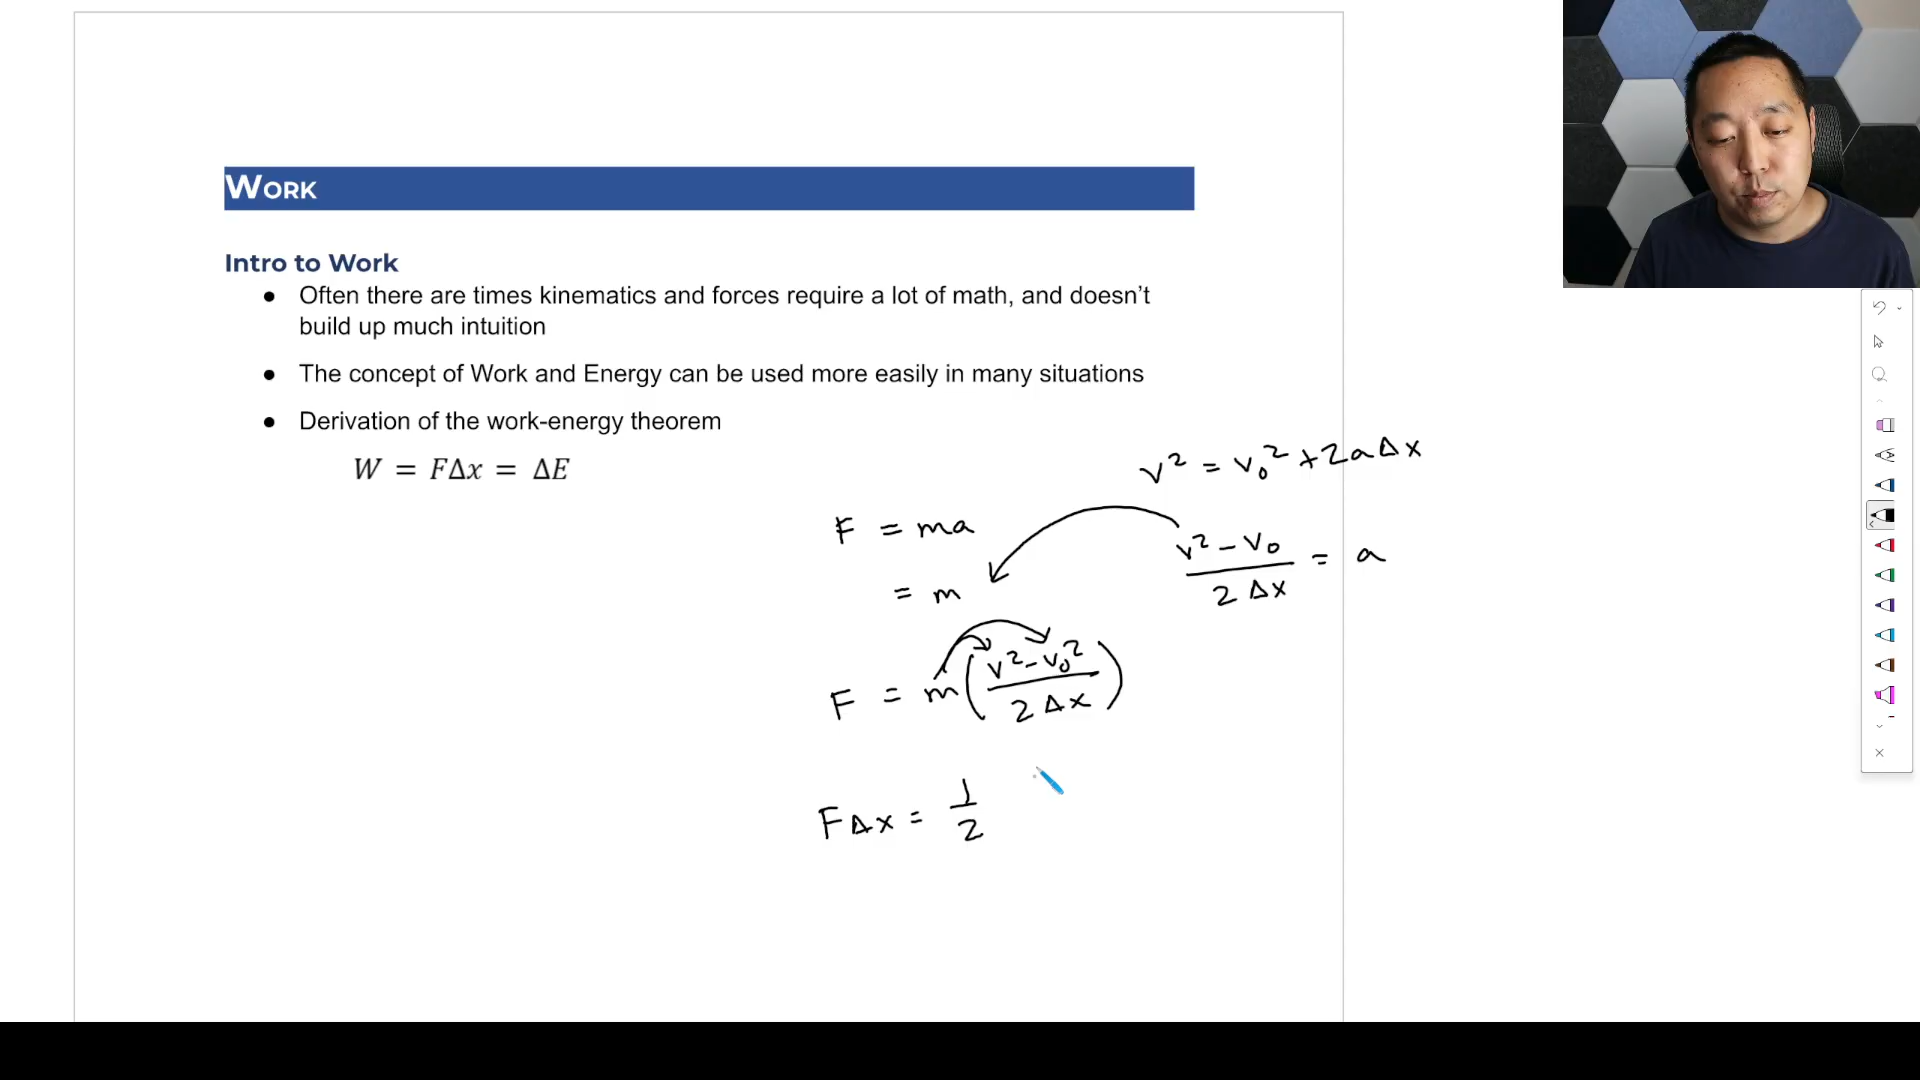 WORK
Intro to Work
● Often there are times kinematics and forces require a lot of math, and doesn’t
build up much intuition
● The concept of Work and Energy can be used more easily in many situations
● Derivation of the work-energy theorem
W = FΔx = ΔE
v² = v₀² + 2aΔx
F = ma
(v² - v₀)/(2Δx) = a
= m
F = m((v² - v₀²)/(2Δx))
FΔx = 1/2